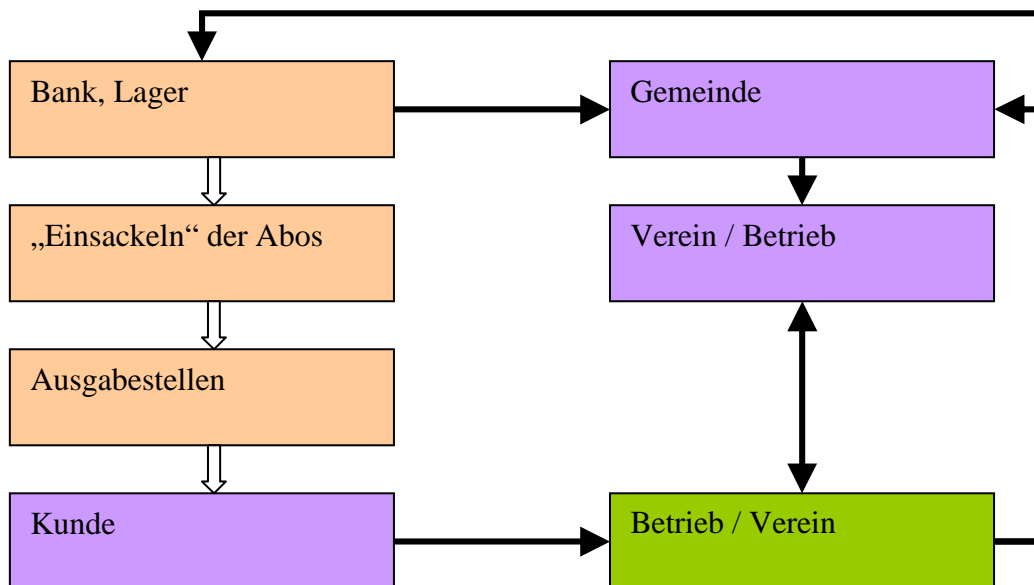 Bank, Lager
Gemeinde
„Einsackeln“ der Abos
Verein / Betrieb
Ausgabestellen
Kunde
Betrieb / Verein